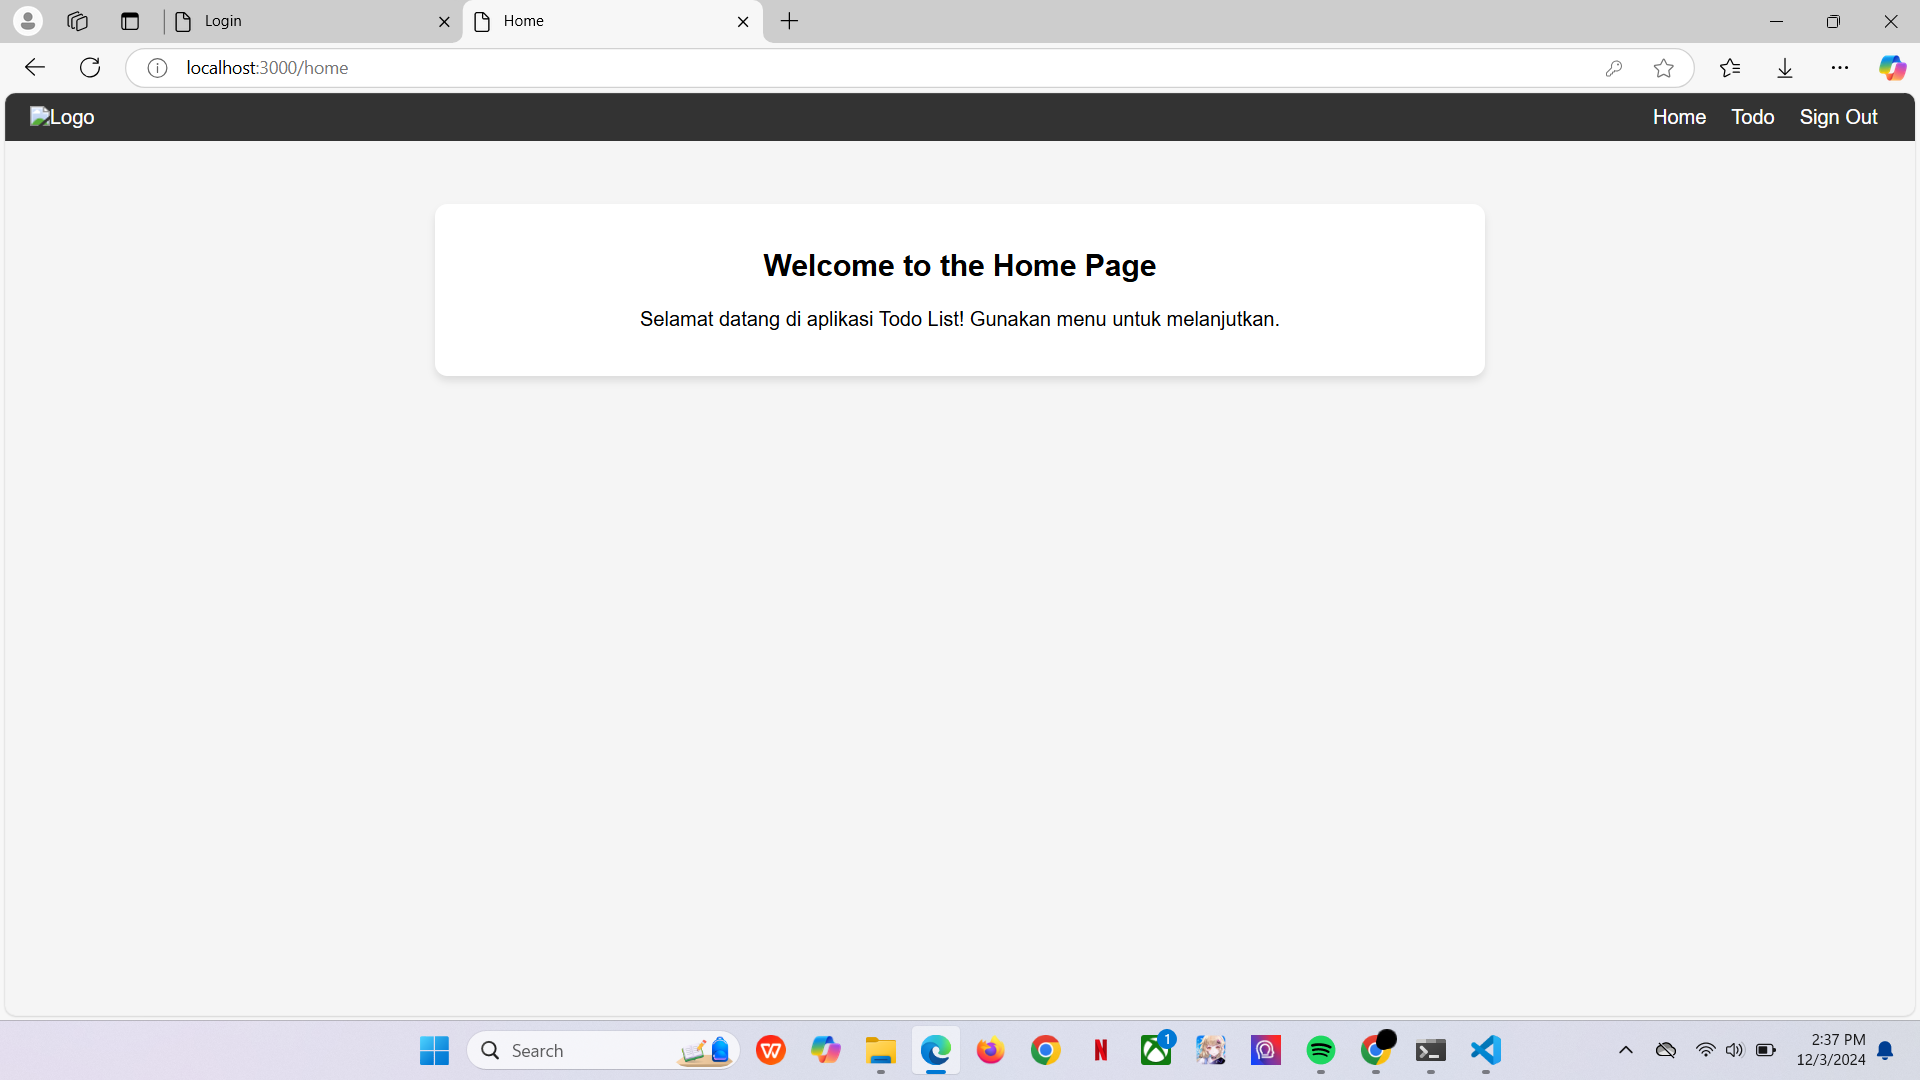 Login
Home
localhost:3000/home
Logo
Home
Todo
Sign Out
Welcome to the Home Page
Selamat datang di aplikasi Todo List! Gunakan menu untuk melanjutkan.
Search
1
2:37 PM
12/3/2024